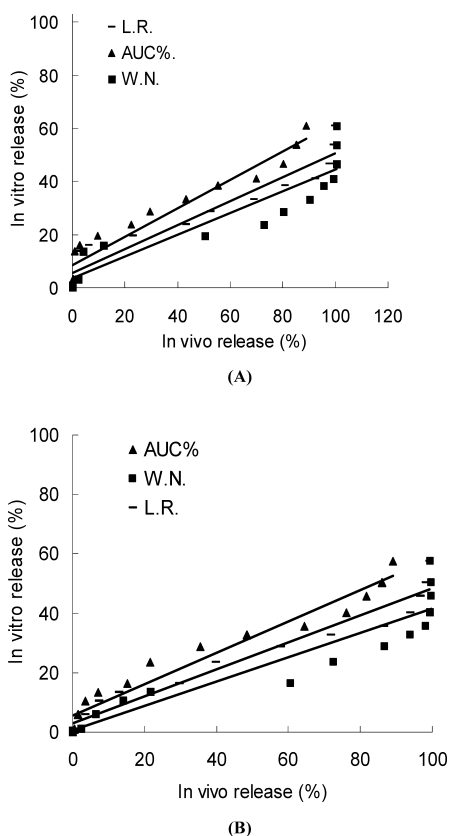 100
80
60
40
20
0
In vitro release (%)
L.R.
AUC%.
W.N.
0 20 40 60 80 100 120
In vivo release (%)
(A)
100
80
60
40
20
0
In vitro release (%)
AUC%
W.N.
L.R.
0 20 40 60 80 100
In vivo release (%)
(B)